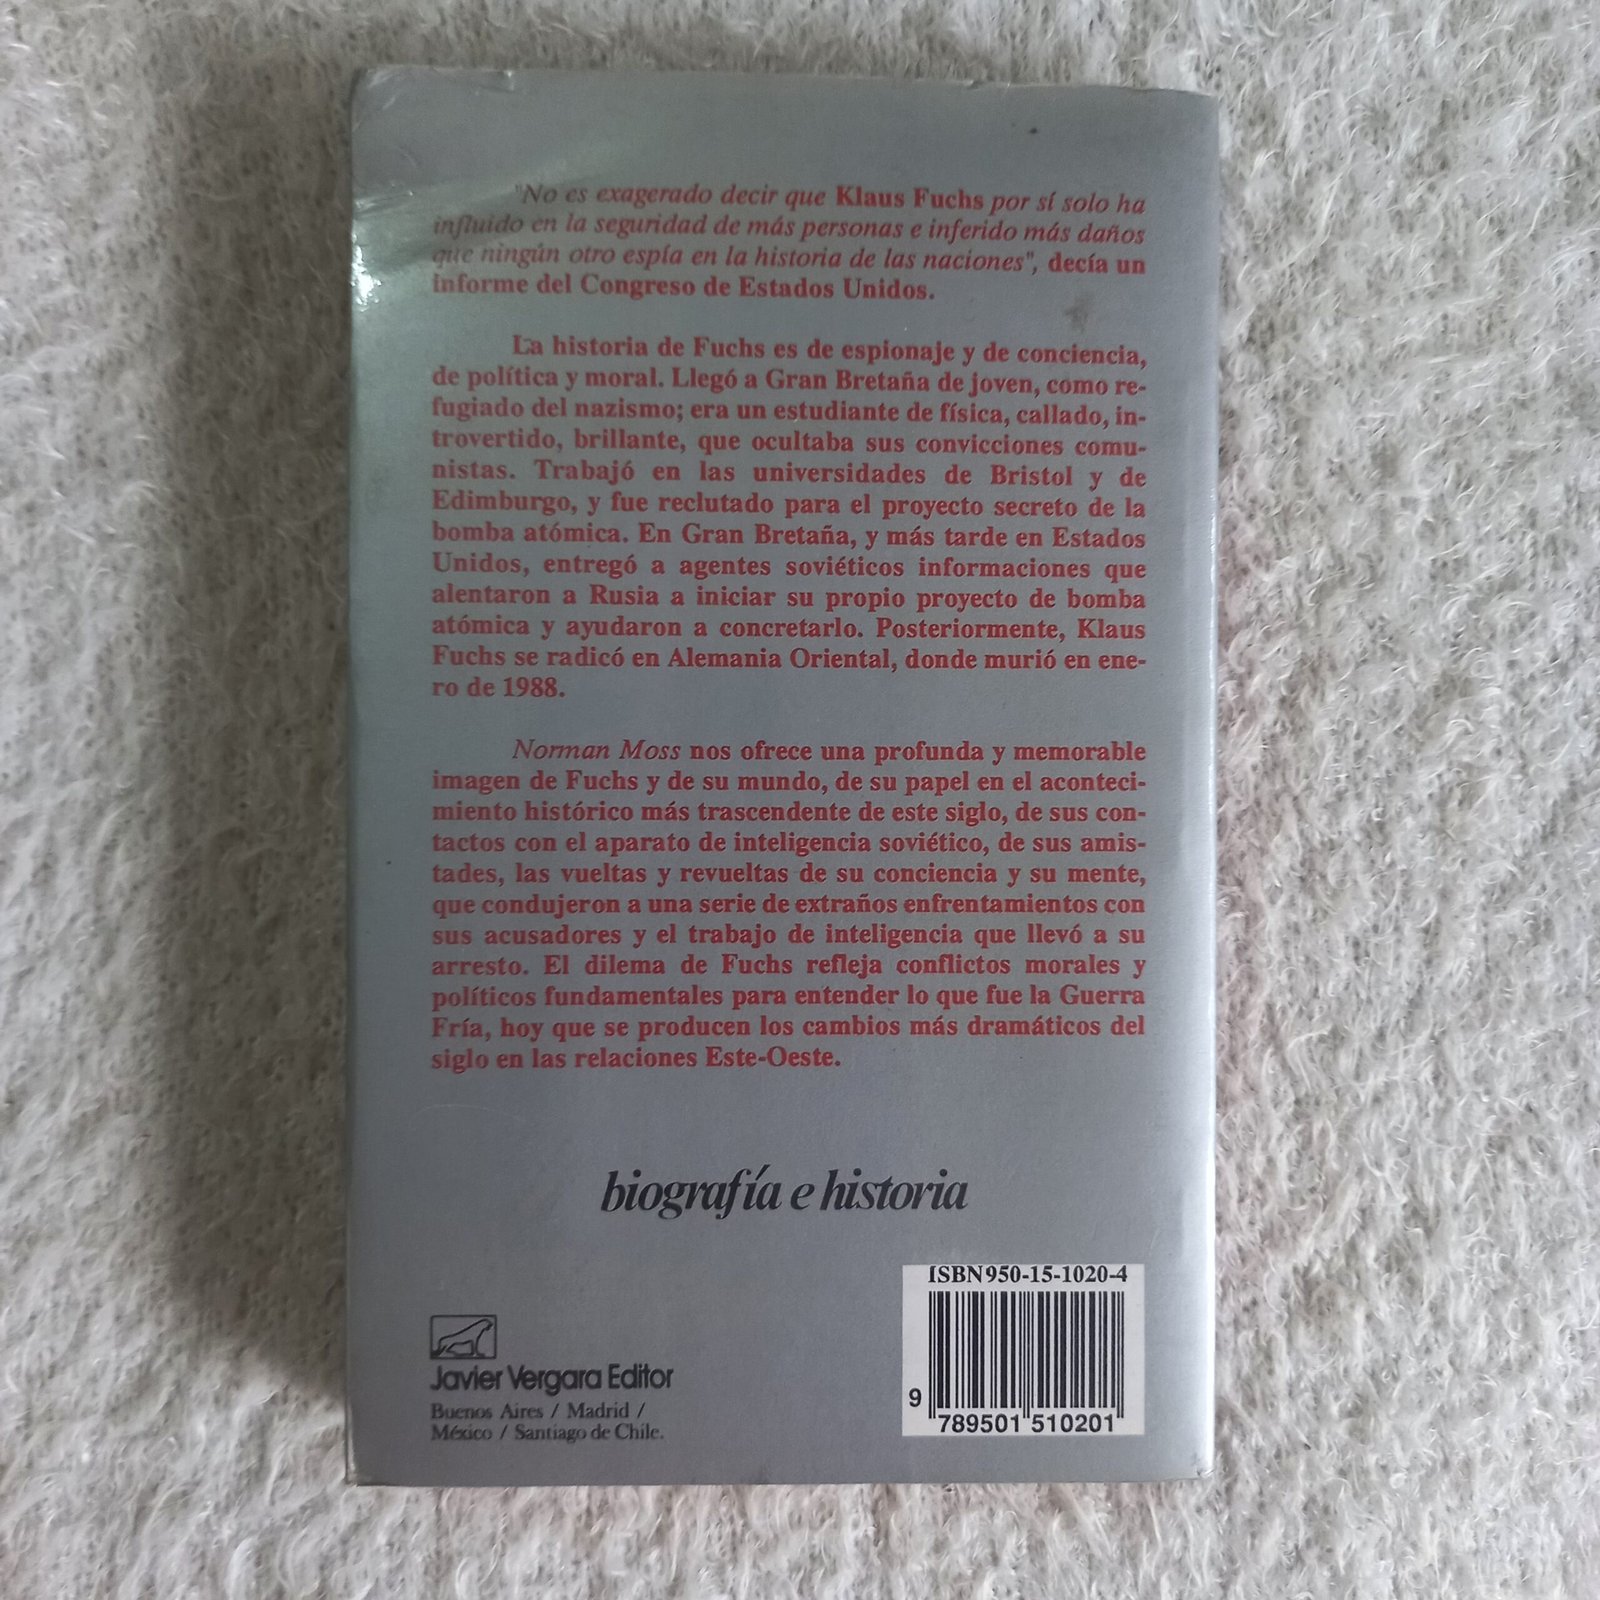 "No es exagerado decir que Klaus Fuchs por sí solo ha
influido en la seguridad de más personas e inferido más daños
que ningún otro espía en la historia de las naciones", decía un
informe del Congreso de Estados Unidos.
La historia de Fuchs es de espionaje y de conciencia,
de política y moral. Llegó a Gran Bretaña de joven, como re-
fugiado del nazismo; era un estudiante de física, callado, in-
trovertido, brillante, que ocultaba sus convicciones comu-
nistas. Trabajó en las universidades de Bristol y de
Edimburgo, y fue reclutado para el proyecto secreto de la
bomba atómica. En Gran Bretaña, y más tarde en Estados
Unidos, entregó a agentes soviéticos informaciones que
alentaron a Rusia a iniciar su propio proyecto de bomba
atómica y ayudaron a concretarlo. Posteriormente, Klaus
Fuchs se radicó en Alemania Oriental, donde murió en ene-
ro de 1988.
Norman Moss nos ofrece una profunda y memorable
imagen de Fuchs y de su mundo, de su papel en el aconteci-
miento histórico más trascendente de este siglo, de sus con-
tactos con el aparato de inteligencia soviético, de sus amis-
tades, las vueltas y revueltas de su conciencia y su mente,
que condujeron a una serie de extraños enfrentamientos con
sus acusadores y el trabajo de inteligencia que llevó a su
arresto. El dilema de Fuchs refleja conflictos morales y
políticos fundamentales para entender lo que fue la Guerra
Fría, hoy que se producen los cambios más dramáticos del
siglo en las relaciones Este-Oeste.
biografía e historia
ISBN 950-15-1020-4
9 789501 510201
Javier Vergara Editor
Buenos Aires / Madrid /
México / Santiago de Chile.